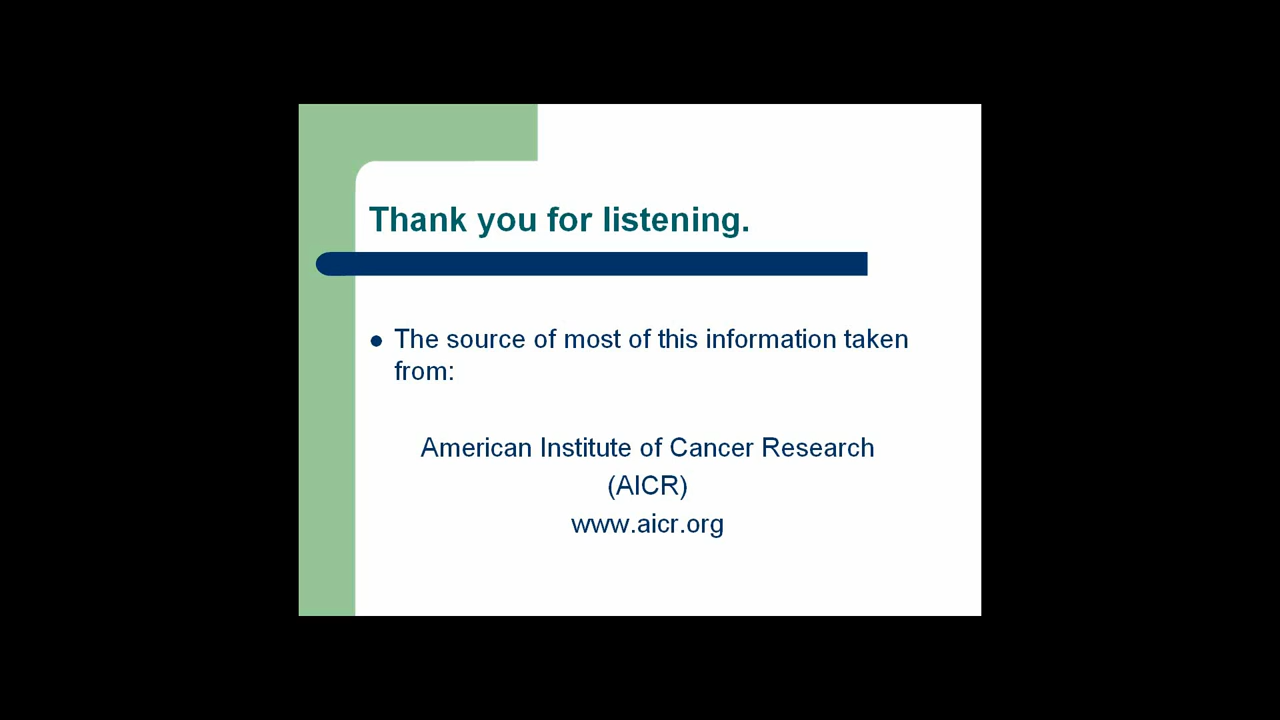 Thank you for listening.
The source of most of this information taken
from:
American Institute of Cancer Research
(AICR)
www.aicr.org